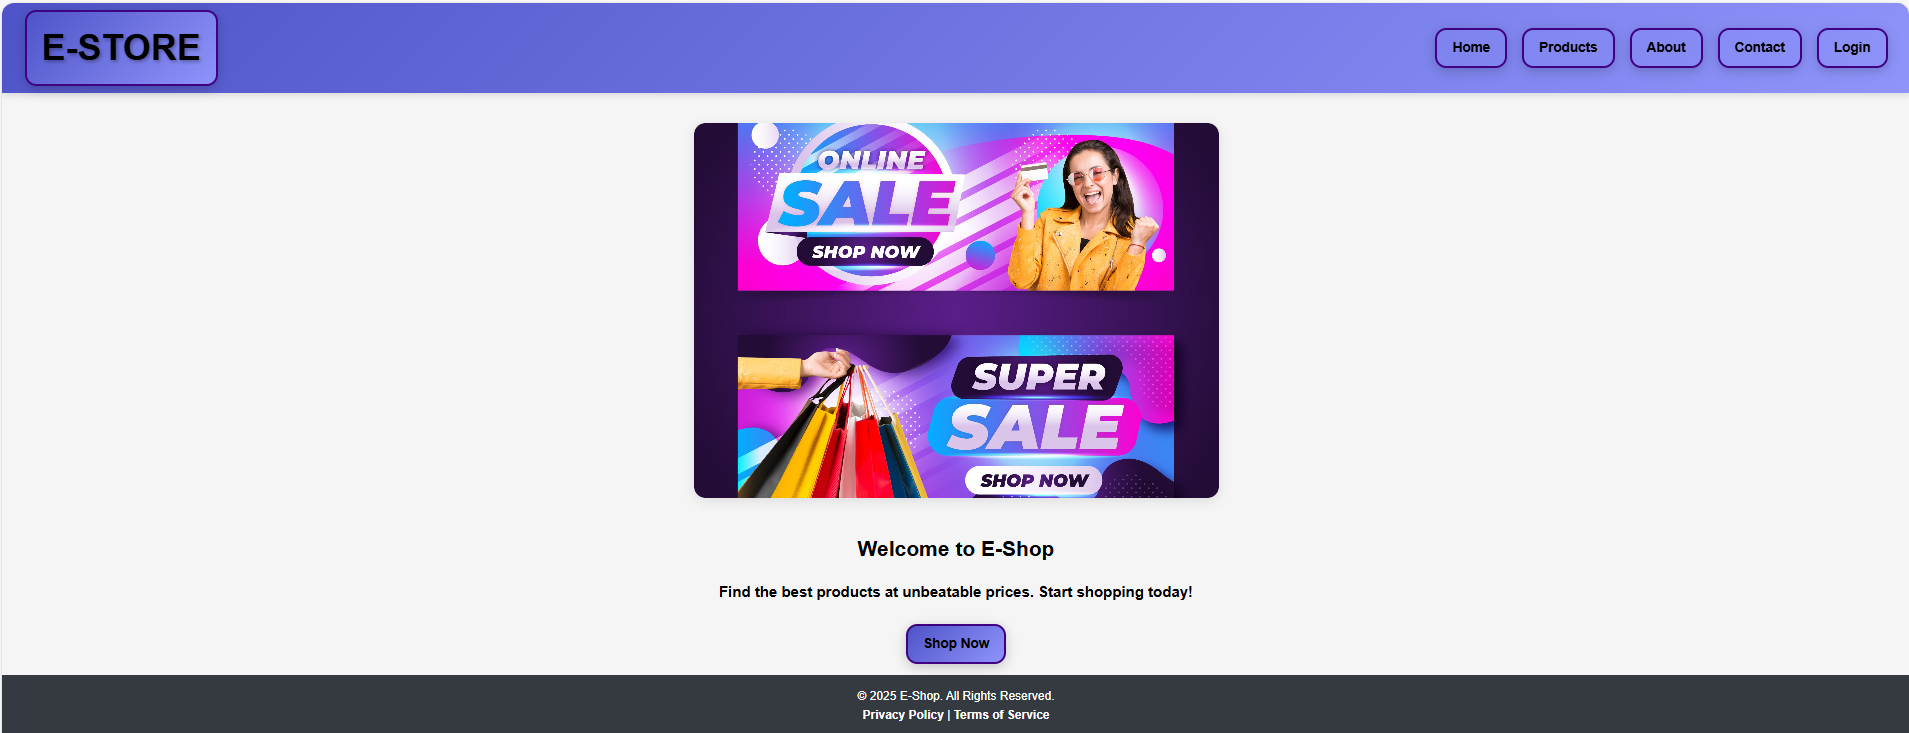 E-STORE
Home
Products
About
Contact
Login
ONLINE
SALE
SHOP NOW
SUPER
SALE
SHOP NOW
Welcome to E-Shop
Find the best products at unbeatable prices. Start shopping today!
Shop Now
© 2025 E-Shop. All Rights Reserved.
Privacy Policy | Terms of Service